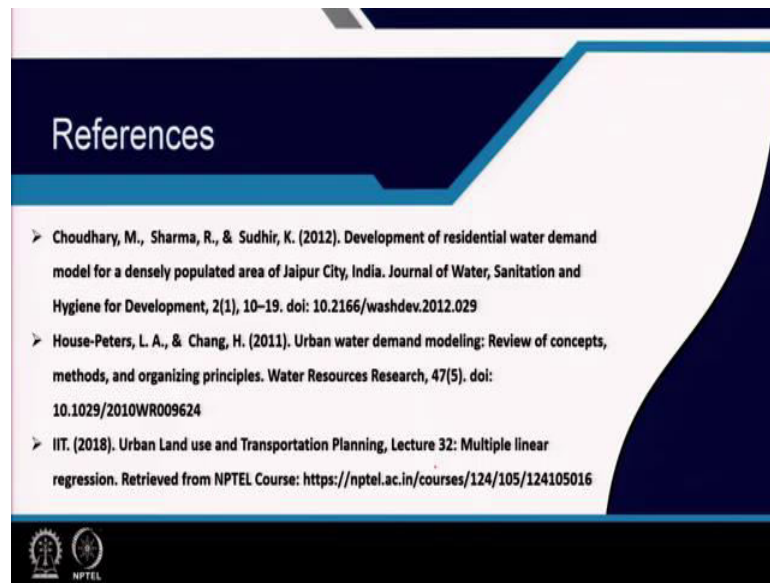 References
➢ Choudhary, M., Sharma, R., & Sudhir, K. (2012). Development of residential water demand
model for a densely populated area of Jaipur City, India. Journal of Water, Sanitation and
Hygiene for Development, 2(1), 10–19. doi: 10.2166/washdev.2012.029
➢ House-Peters, L. A., & Chang, H. (2011). Urban water demand modeling: Review of concepts,
methods, and organizing principles. Water Resources Research, 47(5). doi:
10.1029/2010WR009624
➢ IIT. (2018). Urban Land use and Transportation Planning, Lecture 32: Multiple linear
regression. Retrieved from NPTEL Course: https://nptel.ac.in/courses/124/105/124105016
NPTEL